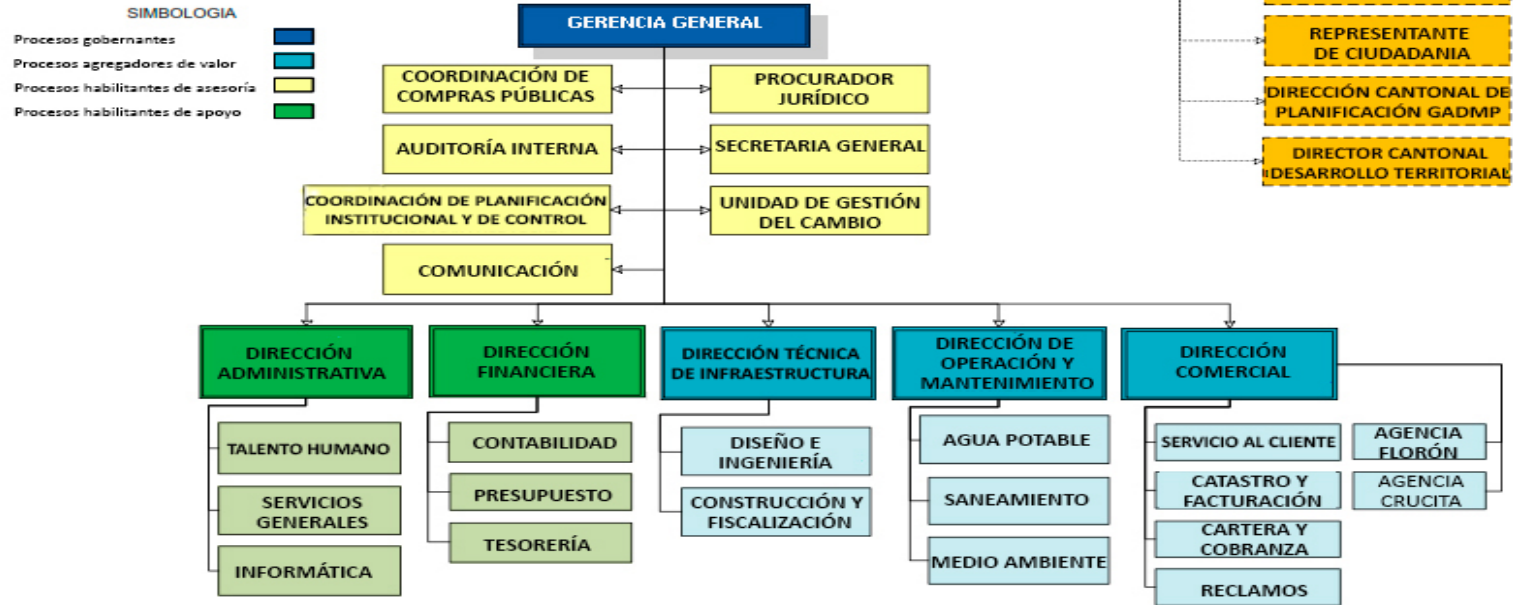 SIMBOLOGIA
Procesos gobernantes
Procesos agregadores de valor
Procesos habilitantes de asesoría
Procesos habilitantes de apoyo
GERENCIA GENERAL
COORDINACIÓN DE
COMPRAS PÚBLICAS
PROCURADOR
JURÍDICO
AUDITORÍA INTERNA
SECRETARIA GENERAL
COORDINACIÓN DE PLANIFICACIÓN
INSTITUCIONAL Y DE CONTROL
UNIDAD DE GESTIÓN
DEL CAMBIO
COMUNICACIÓN
REPRESENTANTE
DE CIUDADANIA
DIRECCIÓN CANTONAL DE
PLANIFICACIÓN GADMP
DIRECTOR CANTONAL
DESARROLLO TERRITORIAL
DIRECCIÓN
ADMINISTRATIVA
TALENTO HUMANO
SERVICIOS
GENERALES
INFORMÁTICA
DIRECCIÓN
FINANCIERA
CONTABILIDAD
PRESUPUESTO
TESORERÍA
DIRECCIÓN TÉCNICA
DE INFRAESTRUCTURA
DISEÑO E
INGENIERÍA
CONSTRUCCIÓN Y
FISCALIZACIÓN
DIRECCIÓN DE
OPERACIÓN Y
MANTENIMIENTO
AGUA POTABLE
SANEAMIENTO
MEDIO AMBIENTE
DIRECCIÓN
COMERCIAL
SERVICIO AL CLIENTE
CATASTRO Y
FACTURACIÓN
CARTERA Y
COBRANZA
RECLAMOS
AGENCIA
FLORÓN
AGENCIA
CRUCITA